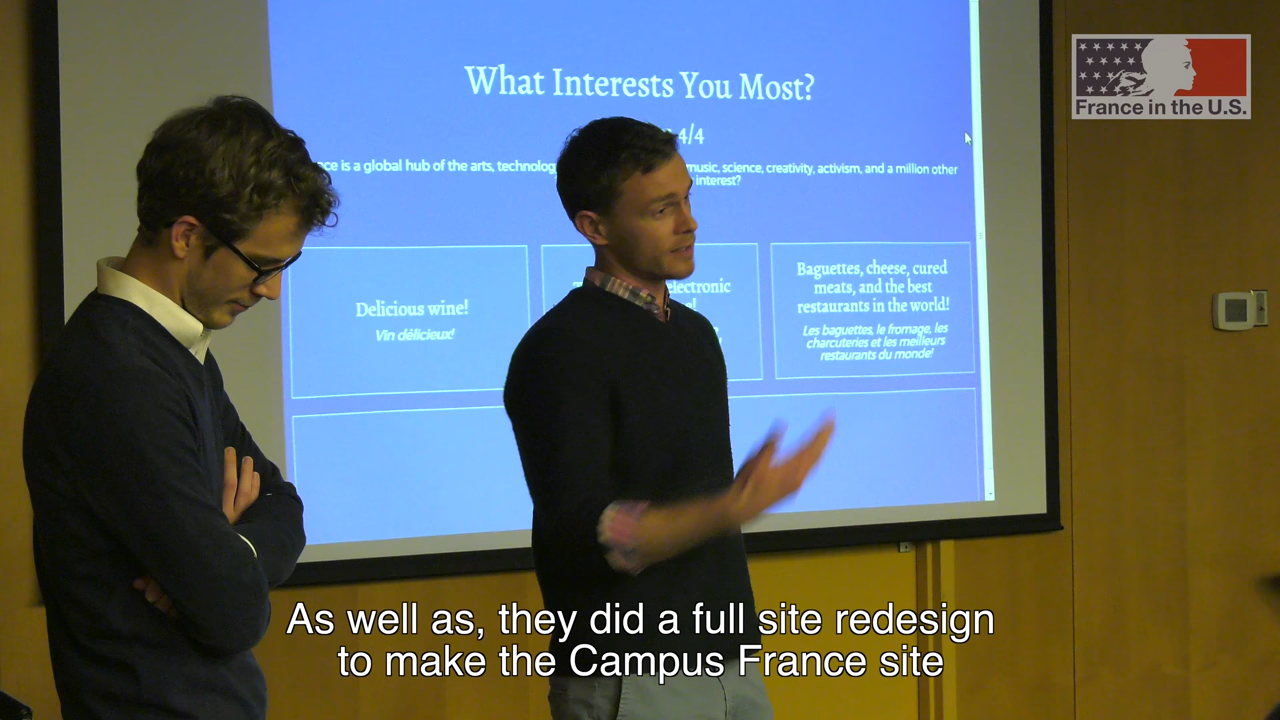 What Interests You Most?
4/4
is a global hub of the arts, music, science, creativity, activism, and a million other
interest?
Delicious wine!
Vin délicieux!
Baguettes, cheese, cured
meats, and the best
restaurants in the world!
Les baguettes, le fromage, les
charcuteries et les meilleurs
restaurants du monde!
France in the U.S.
As well as, they did a full site redesign
to make the Campus France site